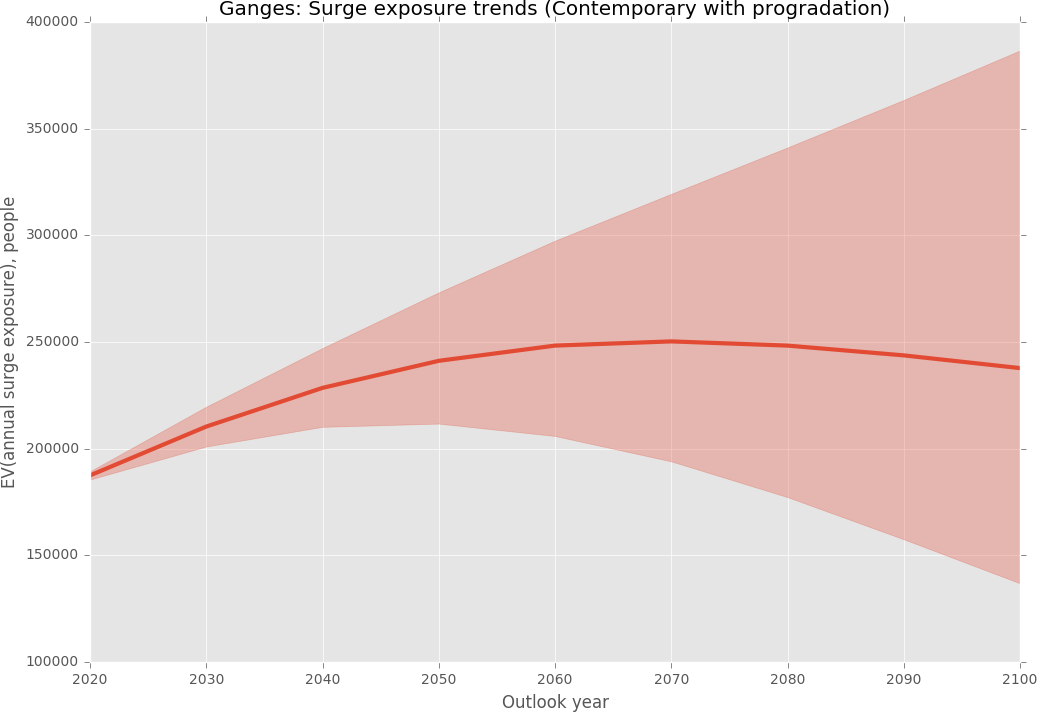 Ganges: Surge exposure trends (Contemporary with progradation)
400000
350000
300000
250000
200000
150000
100000
EV(annual surge exposure), people
2020 2030 2040 2050 2060 2070 2080 2090 2100
Outlook year